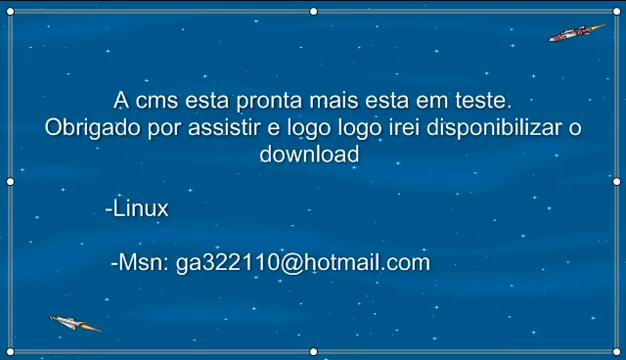 A cms esta pronta mais esta em teste.
Obrigado por assistir e logo logo irei disponibilizar o
download
-Linux
-Msn: ga322110@hotmail.com